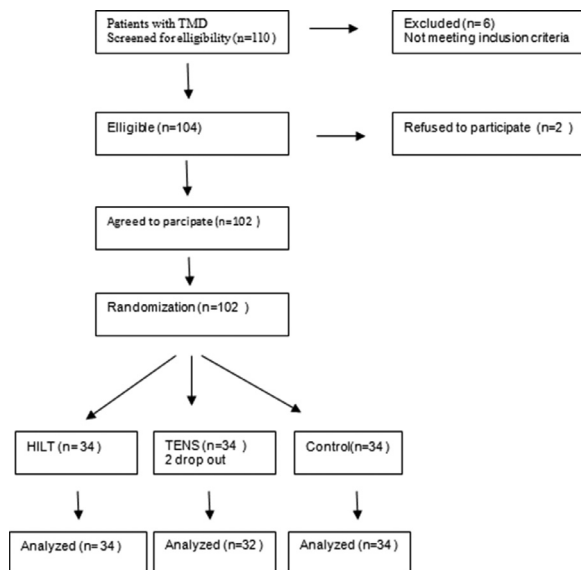 Patients with TMD
Screened for elligibility (n=110)
Excluded (n= 6)
Not meeting inclusion criteria
Elligible (n=104)
Refused to participate (n=2 )
Agreed to parcipate (n=102 )
Randomization (n=102 )
HILT (n= 34)
TENS (n=34)
2 drop out
Control(n=34)
Analyzed (n=34)
Analyzed (n=32)
Analyzed (n=34)